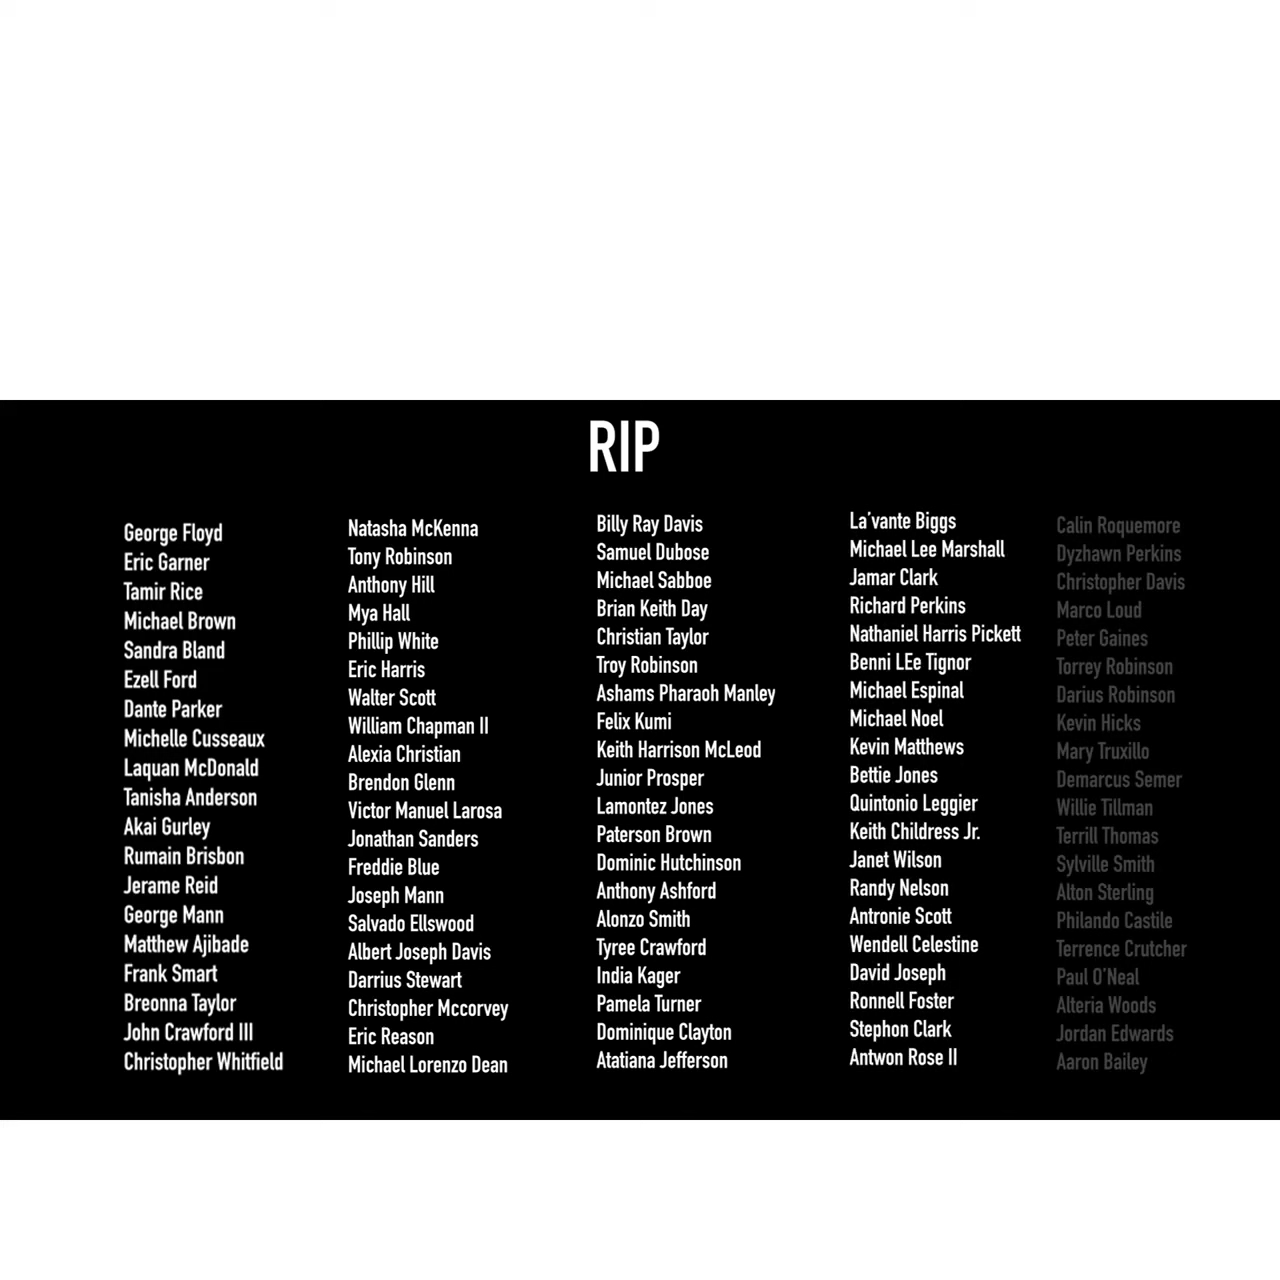 RIP
George Floyd
Eric Garner
Tamir Rice
Michael Brown
Sandra Bland
Ezell Ford
Dante Parker
Michelle Cusseaux
Laquan McDonald
Tanisha Anderson
Akai Gurley
Rumain Brisbon
Jerame Reid
George Mann
Matthew Ajibade
Frank Smart
Breonna Taylor
John Crawford III
Christopher Whitfield
Natasha McKenna
Tony Robinson
Anthony Hill
Mya Hall
Phillip White
Eric Harris
Walter Scott
William Chapman II
Alexia Christian
Brendon Glenn
Victor Manuel Larosa
Jonathan Sanders
Freddie Blue
Joseph Mann
Salvado Ellswood
Albert Joseph Davis
Darrius Stewart
Christopher Mccorvey
Eric Reason
Michael Lorenzo Dean
Billy Ray Davis
Samuel Dubose
Michael Sabboe
Brian Keith Day
Christian Taylor
Troy Robinson
Ashams Pharaoh Manley
Felix Kumi
Keith Harrison McLeod
Junior Prosper
Lamontez Jones
Paterson Brown
Dominic Hutchinson
Anthony Ashford
Alonzo Smith
Tyree Crawford
India Kager
Pamela Turner
Dominique Clayton
Atatiana Jefferson
La'vante Biggs
Michael Lee Marshall
Jamar Clark
Richard Perkins
Nathaniel Harris Pickett
Benni LEe Tignor
Michael Espinal
Michael Noel
Kevin Matthews
Bettie Jones
Quintonio Leggier
Keith Childress Jr.
Janet Wilson
Randy Nelson
Antronie Scott
Wendell Celestine
David Joseph
Ronnell Foster
Stephon Clark
Antwon Rose II
Calin Roquemore
Dyzhawn Perkins
Christopher Davis
Marco Loud
Peter Gaines
Torrey Robinson
Darius Robinson
Kevin Hicks
Mary Truxillo
Demarcus Semer
Willie Tillman
Terrill Thomas
Sylville Smith
Alton Sterling
Philando Castile
Terrence Crutcher
Paul O'Neal
Alteria Woods
Jordan Edwards
Aaron Bailey